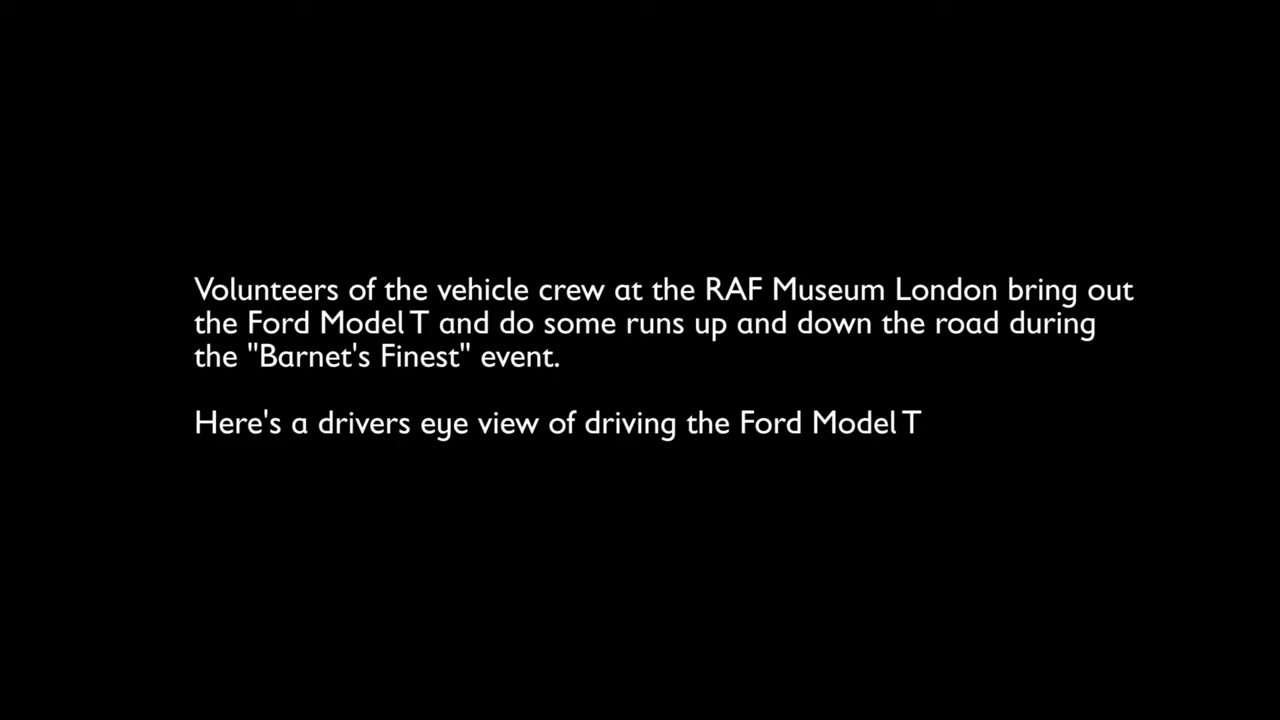 Volunteers of the vehicle crew at the RAF Museum London bring out
the Ford Model T and do some runs up and down the road during
the "Barnet's Finest" event.
Here's a drivers eye view of driving the Ford Model T